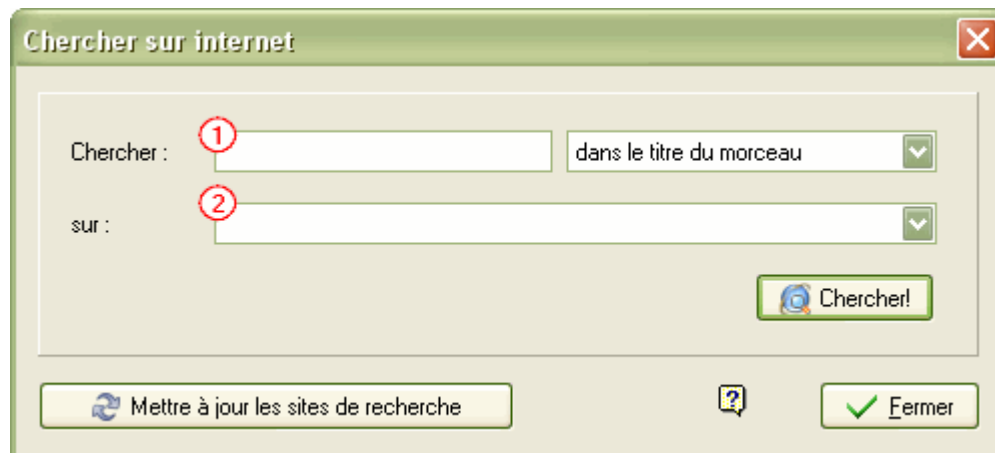 Chercher sur internet
Chercher : 1 dans le titre du morceau
sur : 2
Chercher!
Mettre à jour les sites de recherche ? Fermer